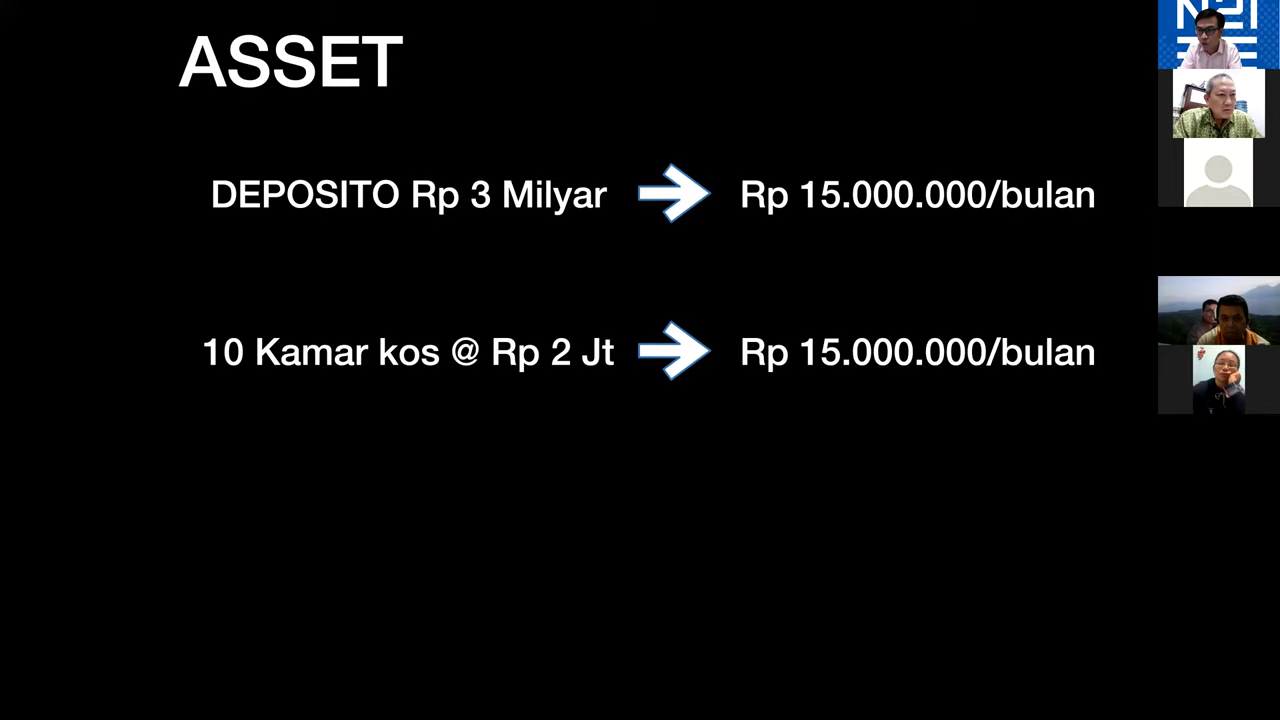 ASSET
DEPOSITO Rp 3 Milyar Rp 15.000.000/bulan
10 Kamar kos @ Rp 2 Jt Rp 15.000.000/bulan